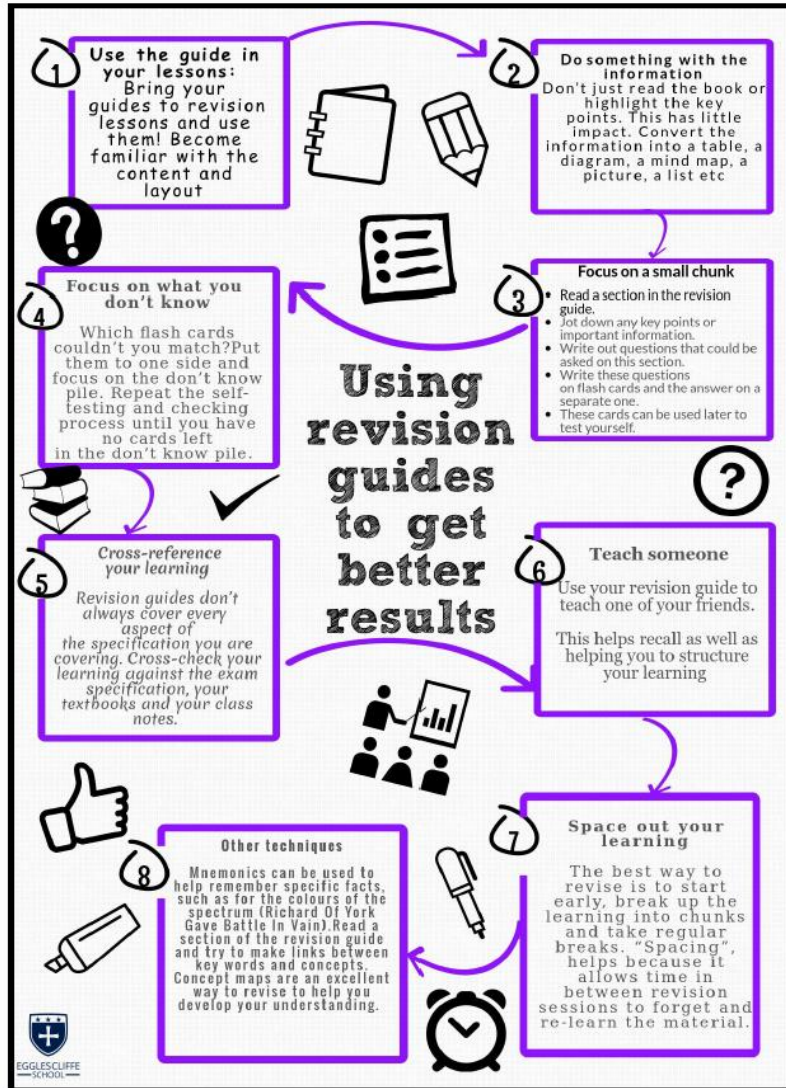 1
Use the guide in
your lessons:
Bring your
guides to revision
lessons and use
them! Become
familiar with the
content and
layout
2
Do something with the
information
Don't just read the book or
highlight the key
points. This has little
impact. Convert the
information into a table, a
diagram, a mind map, a
picture, a list etc
3
Focus on a small chunk
• Read a section in the revision
guide.
• Jot down any key points or
important information.
• Write out questions that could be
asked on this section.
• Write these questions
on flash cards and the answer on a
separate one.
• These cards can be used later to
test yourself.
?
4
Focus on what you
don't know
Which flash cards
couldn't you match?Put
them to one side and
focus on the don't know
pile. Repeat the self-
testing and checking
process until you have
no cards left
in the don't know pile.
Using
revision
guides
to get
better
results
?
5
Cross-reference
your learning
Revision guides don't
always cover every
aspect of
the specification you are
covering. Cross-check your
learning against the exam
specification, your
textbooks and your class
notes.
6
Teach someone
Use your revision guide to
teach one of your friends.
This helps recall as well as
helping you to structure
your learning
7
Space out your
learning
The best way to
revise is to start
early, break up the
learning into chunks
and take regular
breaks. "Spacing",
helps because it
allows time in
between revision
sessions to forget and
re-learn the material.
8
Other techniques
Mnemonics can be used to
help remember specific facts,
such as for the colours of the
spectrum (Richard Of York
Gave Battle In Vain).Read a
section of the revision guide
and try to make links between
key words and concepts.
Concept maps are an excellent
way to revise to help you
develop your understanding.
EGGLESCLIFFE
SCHOOL